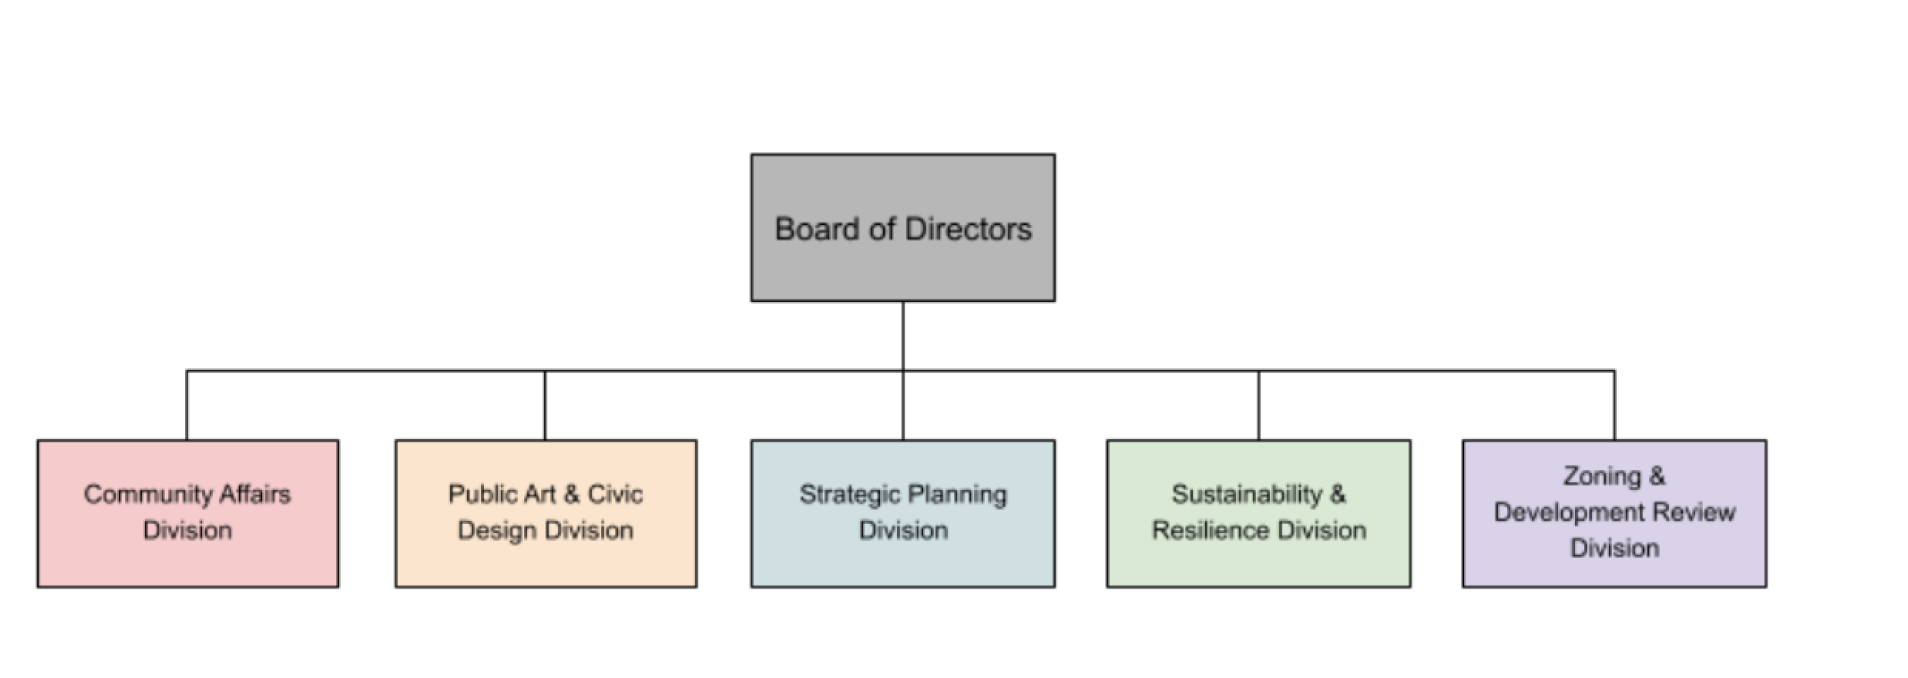 Board of Directors
Community Affairs
Division
Public Art & Civic
Design Division
Strategic Planning
Division
Sustainability &
Resilience Division
Zoning &
Development Review
Division